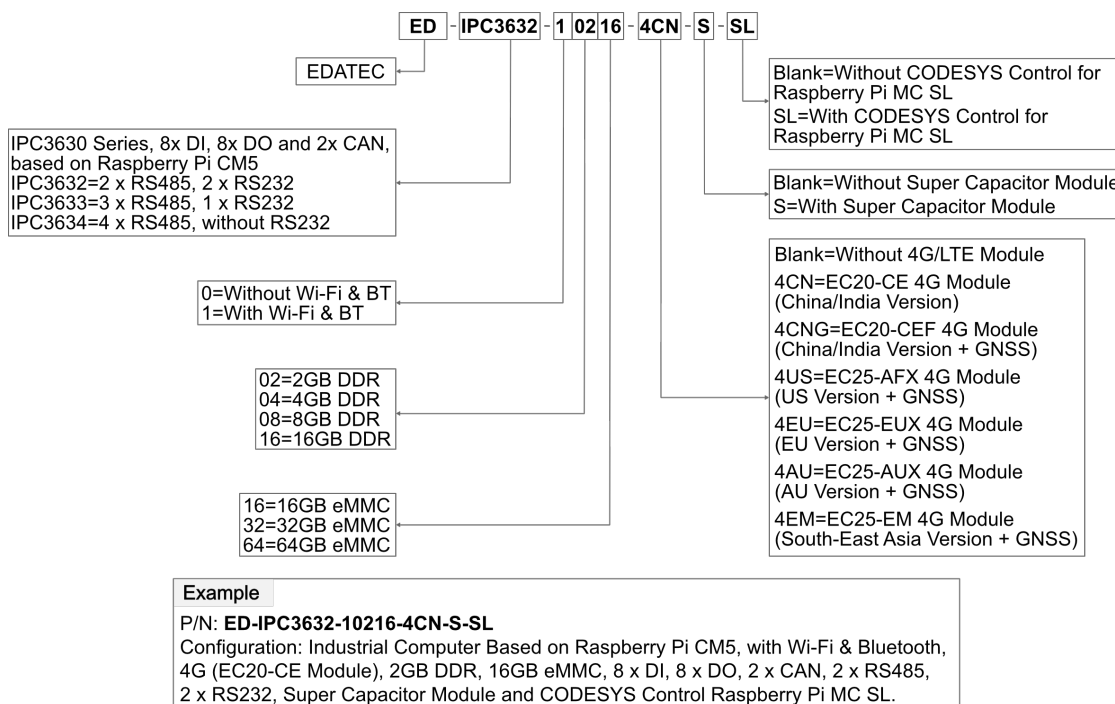 ED - IPC3632 - 1 02 16 - 4CN - S - SL
EDATEC
Blank=Without CODESYS Control for
Raspberry Pi MC SL
SL=With CODESYS Control for
Raspberry Pi MC SL
IPC3630 Series, 8x DI, 8x DO and 2x CAN,
based on Raspberry Pi CM5
IPC3632=2 x RS485, 2 x RS232
IPC3633=3 x RS485, 1 x RS232
IPC3634=4 x RS485, without RS232
Blank=Without Super Capacitor Module
S=With Super Capacitor Module
0=Without Wi-Fi & BT
1=With Wi-Fi & BT
Blank=Without 4G/LTE Module
4CN=EC20-CE 4G Module
(China/India Version)
4CNG=EC20-CEF 4G Module
(China/India Version + GNSS)
4US=EC25-AFX 4G Module
(US Version + GNSS)
4EU=EC25-EUX 4G Module
(EU Version + GNSS)
4AU=EC25-AUX 4G Module
(AU Version + GNSS)
4EM=EC25-EM 4G Module
(South-East Asia Version + GNSS)
02=2GB DDR
04=4GB DDR
08=8GB DDR
16=16GB DDR
16=16GB eMMC
32=32GB eMMC
64=64GB eMMC
Example
P/N: ED-IPC3632-10216-4CN-S-SL
Configuration: Industrial Computer Based on Raspberry Pi CM5, with Wi-Fi & Bluetooth,
4G (EC20-CE Module), 2GB DDR, 16GB eMMC, 8 x DI, 8 x DO, 2 x CAN, 2 x RS485,
2 x RS232, Super Capacitor Module and CODESYS Control Raspberry Pi MC SL.